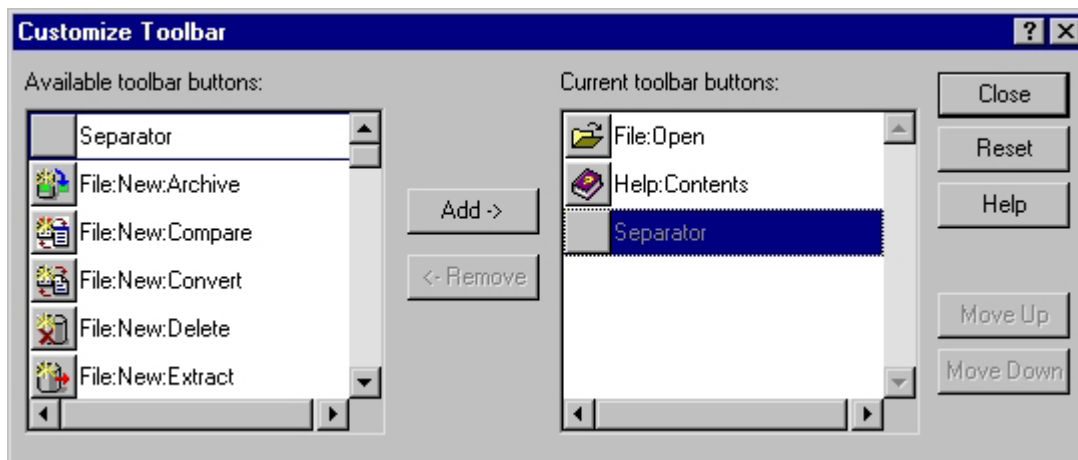 Customize Toolbar
Available toolbar buttons:
Separator
File:New:Archive
File:New:Compare
File:New:Convert
File:New:Delete
File:New:Extract
Add ->
<- Remove
Current toolbar buttons:
File:Open
Help:Contents
Separator
Close
Reset
Help
Move Up
Move Down